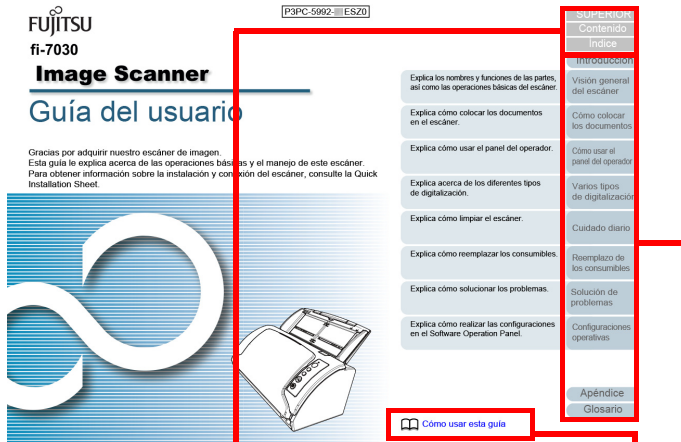 P3PC-5992- ESZ0
FUJITSU
fi-7030
Image Scanner
Guía del usuario
Gracias por adquirir nuestro escáner de imagen.
Esta guía le explica acerca de las operaciones básicas y el manejo de este escáner.
Para obtener información sobre la instalación y conexión del escáner, consulte la Quick
Installation Sheet.
SUPERIOR
Contenido
Índice
Introducción
Explica los nombres y funciones de las partes,
así como las operaciones básicas del escáner.
Visión general
del escáner
Explica cómo colocar los documentos
en el escáner.
Cómo colocar
los documentos
Explica cómo usar el panel del operador.
Cómo usar el
panel del operador
Explica acerca de los diferentes tipos
de digitalización.
Varios tipos
de digitalización
Explica cómo limpiar el escáner.
Cuidado diario
Explica cómo reemplazar los consumibles.
Reemplazo de
los consumibles
Explica cómo solucionar los problemas.
Solución de
problemas
Explica cómo realizar las configuraciones
en el Software Operation Panel.
Configuraciones
operativas
Apéndice
Glosario
Cómo usar esta guía